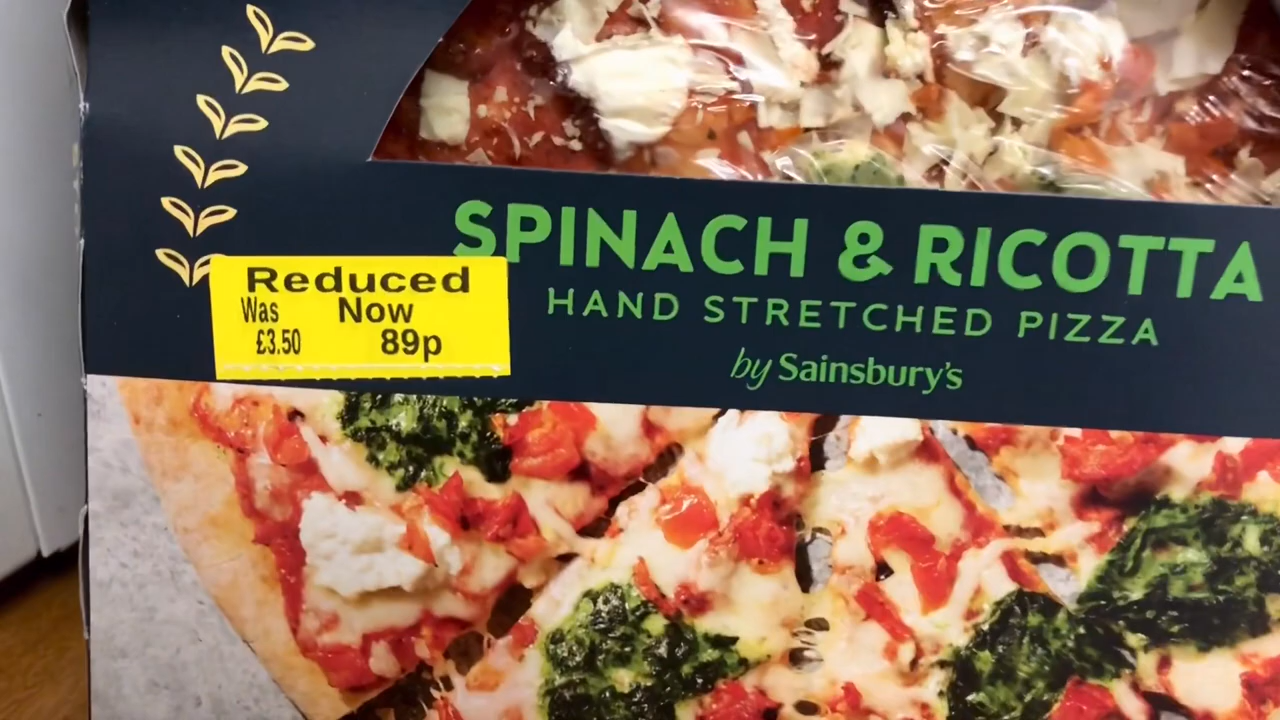 SPINACH & RICOTTA
HAND STRETCHED PIZZA
by Sainsbury's
Reduced
Was Now
£3.50 89p